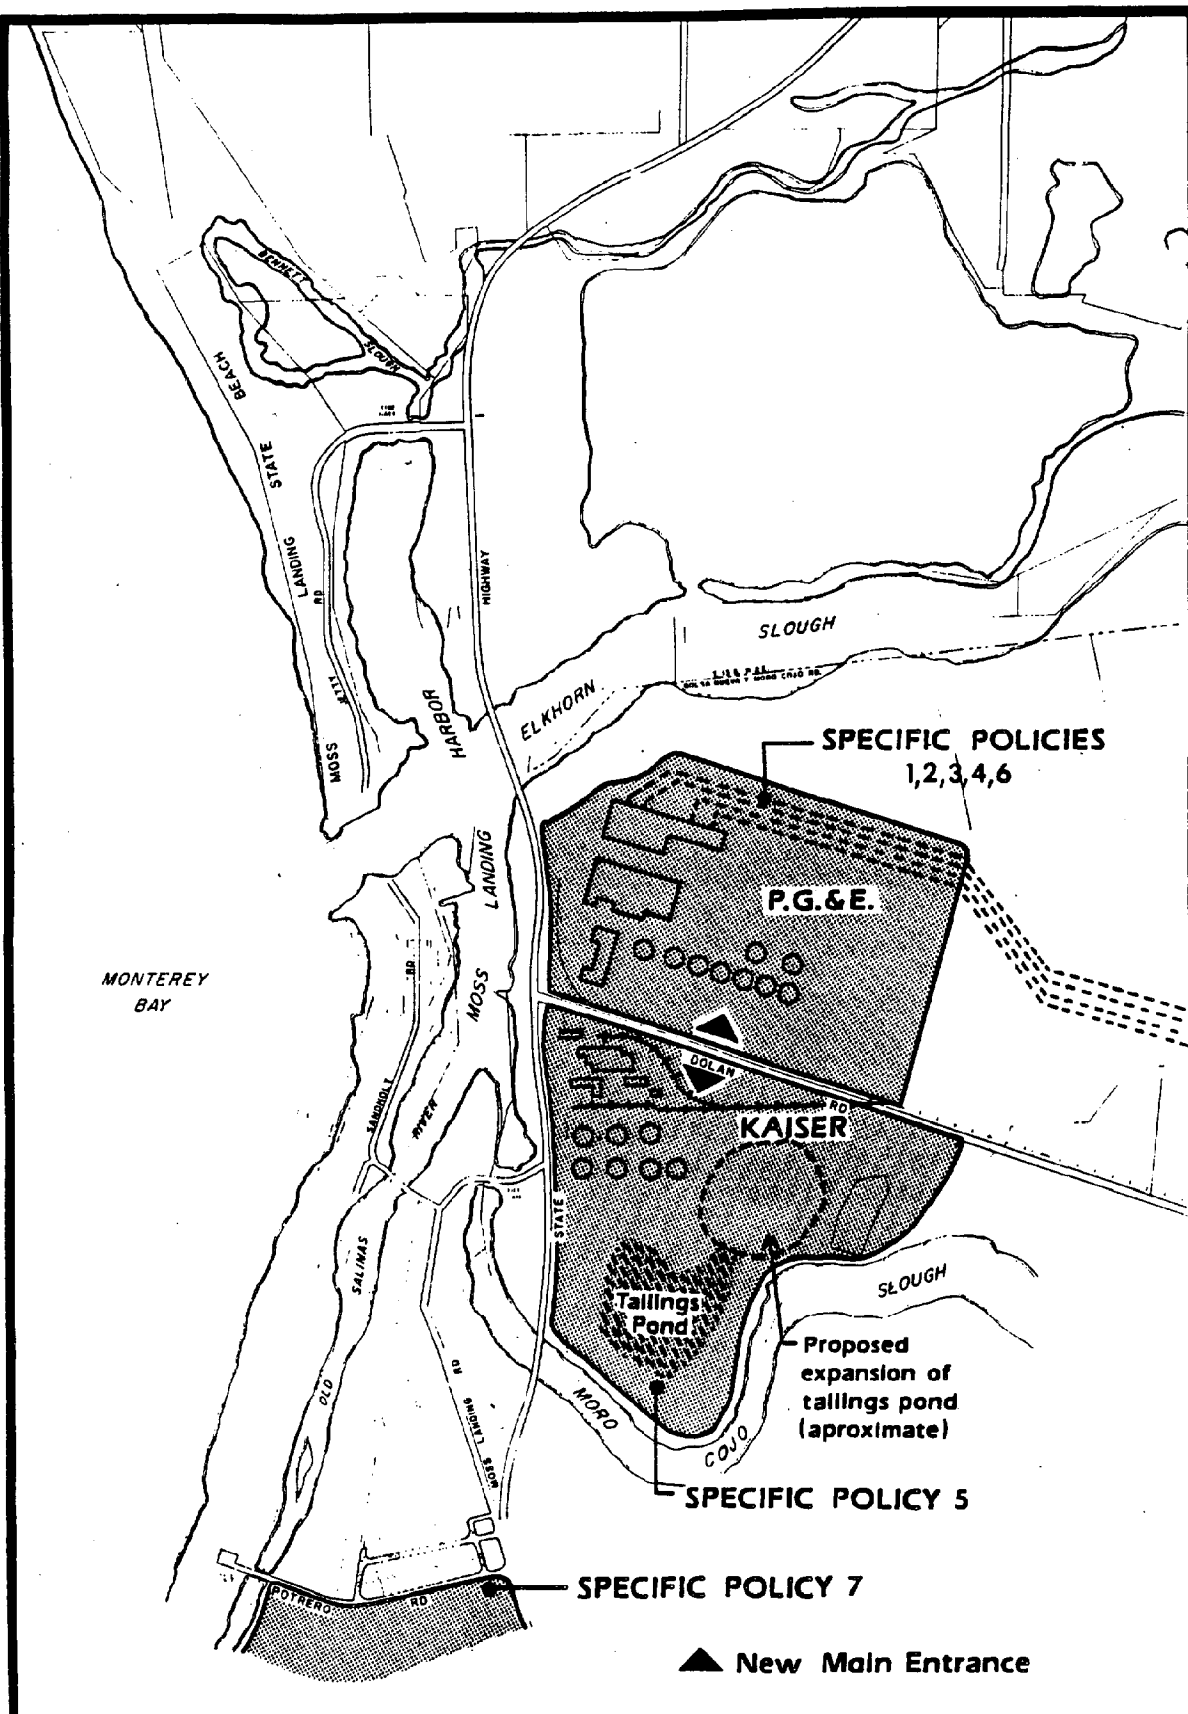 BENNETT
SLOUGH
BEACH
STATE
LANDING
MOSS
JETTY
RD
HIGHWAY
1
HARBOR
LANDING
MOSS
ELKHORN
SLOUGH
SPECIFIC POLICIES
1,2,3,4,6
P.G.&E.
MONTEREY
BAY
DOLAN
RD
KAISER
SANDHOLT
RD
RIVER
SALINAS
OLD
STATE
Tailings
Pond
SLOUGH
Proposed
expansion of
tailings pond
(aproximate)
MORO
COJO
MOSS LANDING
RD
SPECIFIC POLICY 5
SPECIFIC POLICY 7
POTRERO
RD
New Main Entrance